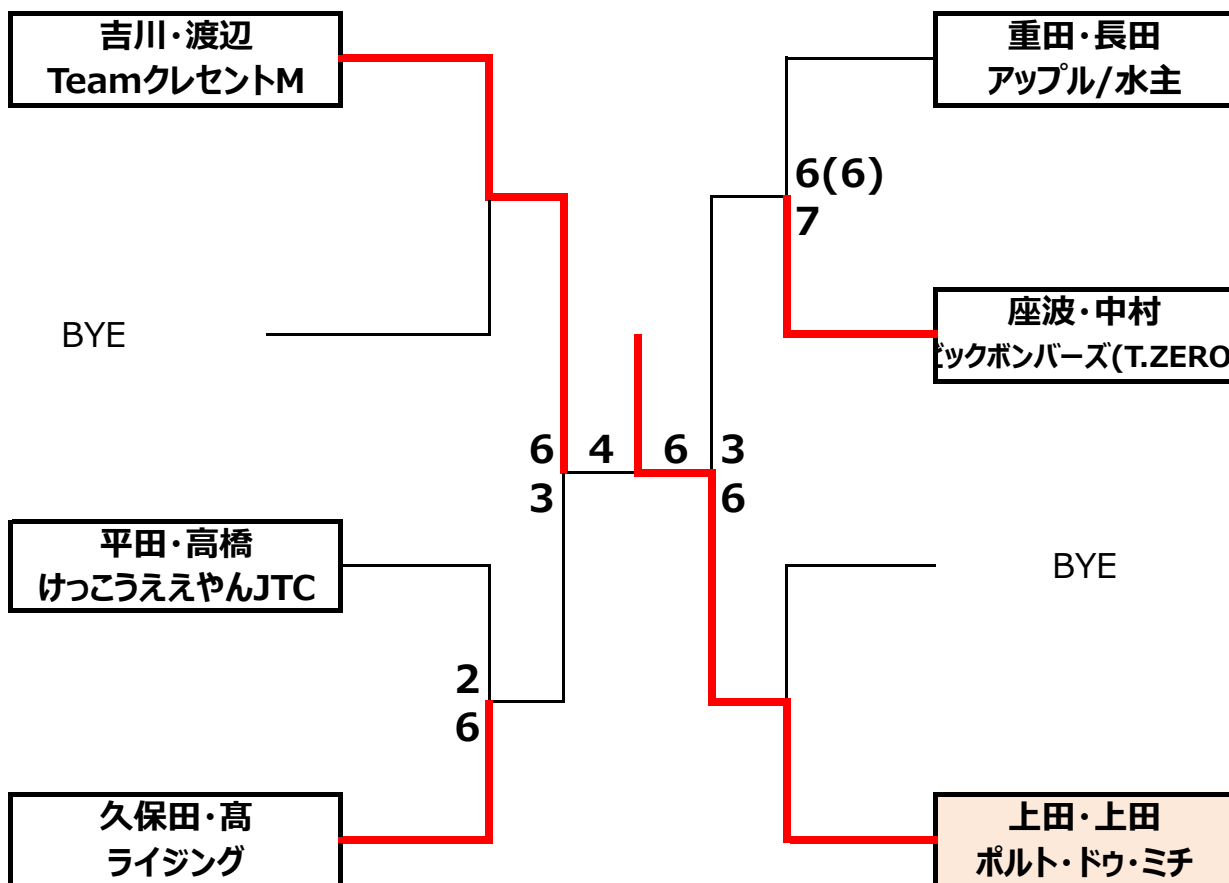 吉川・渡辺
TeamクレセントM
重田・長田
アップル/水主
6(6)
7
BYE
座波・中村
ビックボンバーズ(T.ZERO
6
3
4
6
3
6
平田・高橋
けっこうええやんJTC
BYE
2
6
久保田・髙
ライジング
上田・上田
ポルト・ドゥ・ミチ